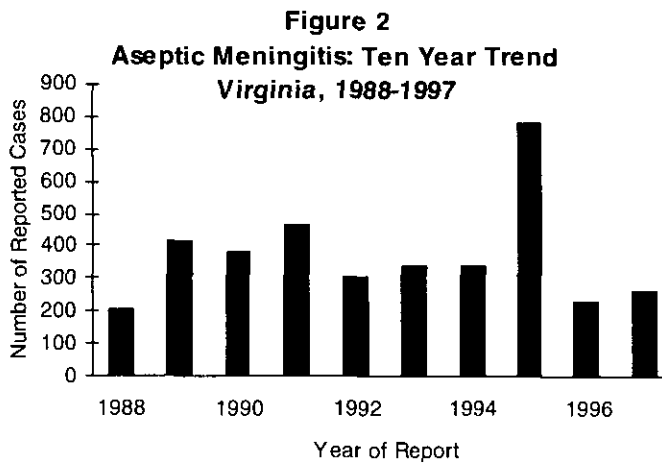 Figure 2
Aseptic Meningitis: Ten Year Trend
Virginia, 1988-1997
900
800
700
600
500
400
300
200
100
0
Number of Reported Cases
1988 1990 1992 1994 1996
Year of Report